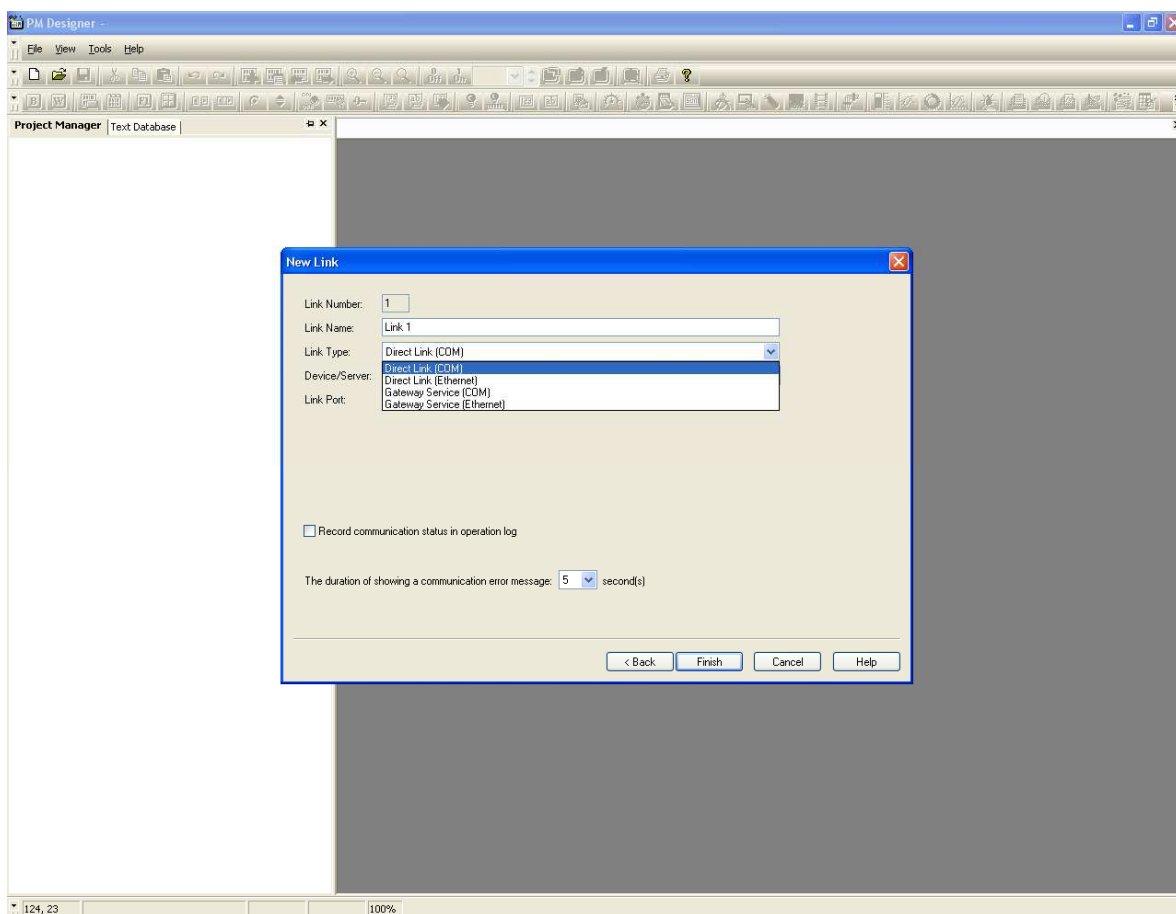 PM Designer -
File View Tools Help
Project Manager Text Database
New Link
Link Number: 1
Link Name: Link 1
Link Type: Direct Link (COM)
Direct Link (COM)
Device/Server:
Direct Link (Ethernet)
Gateway Service (COM)
Link Port:
Gateway Service (Ethernet)
Record communication status in operation log
The duration of showing a communication error message: 5 second(s)
< Back Finish Cancel Help
124, 23 100%